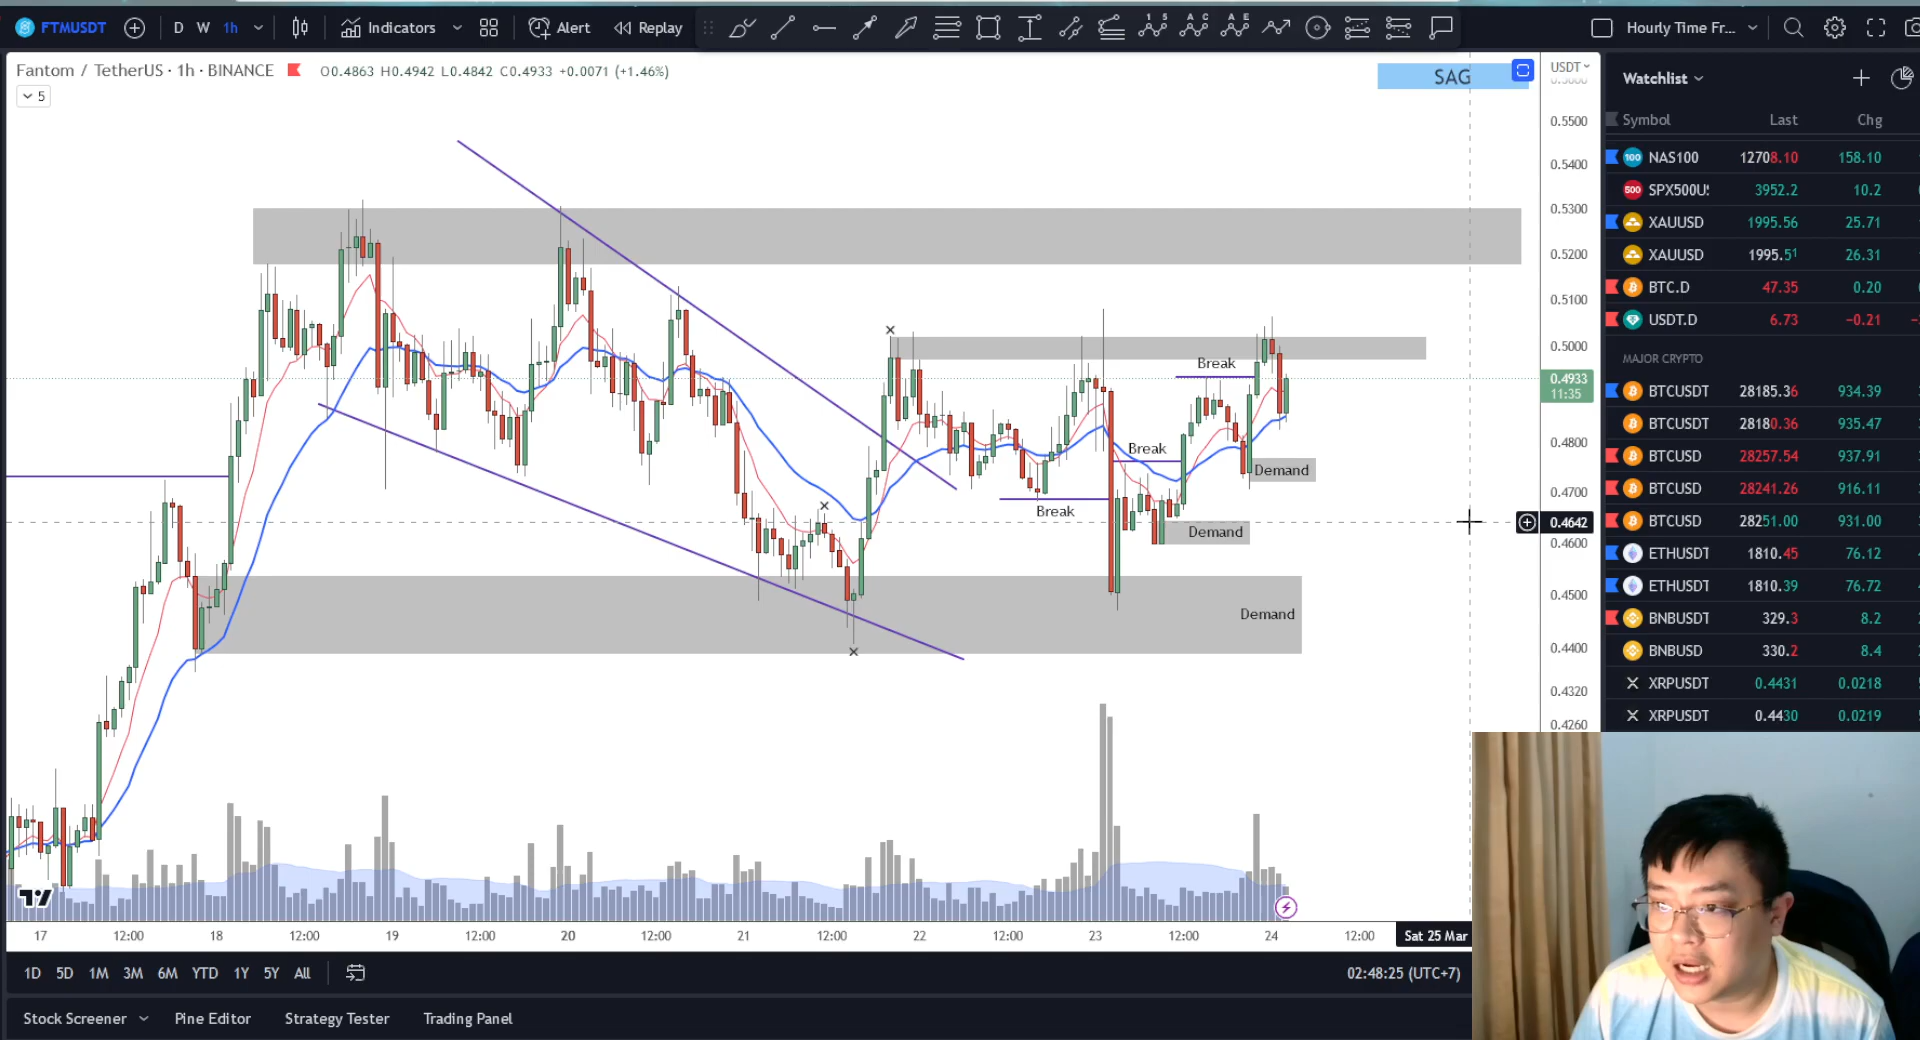 FTMUSDT D W 1h Indicators Alert Replay Hourly Time Fr...
Fantom / TetherUS · 1h · BINANCE O0.4863 H0.4942 L0.4842 C0.4933 +0.0071 (+1.46%)
5
SAG
USDT
0.5500
0.5400
0.5300
0.5200
0.5100
0.5000
0.4933
11:35
0.4800
0.4700
0.4642
0.4600
0.4500
0.4400
0.4320
0.4260
Break
Break
Demand
Break
Demand
Demand
17 12:00 18 12:00 19 12:00 20 12:00 21 12:00 22 12:00 23 12:00 24 12:00 Sat 25 Mar
1D 5D 1M 3M 6M YTD 1Y 5Y All 02:48:25 (UTC+7)
Stock Screener Pine Editor Strategy Tester Trading Panel
Watchlist
Symbol Last Chg
NAS100 12708.10 158.10
SPX500U 3952.2 10.2
XAUUSD 1995.56 25.71
XAUUSD 1995.51 26.31
BTC.D 47.35 0.20
USDT.D 6.73 −0.21
MAJOR CRYPTO
BTCUSDT 28185.36 934.39
BTCUSDT 28180.36 935.47
BTCUSD 28257.54 937.91
BTCUSD 28241.26 916.11
BTCUSD 28251.00 931.00
ETHUSDT 1810.45 76.12
ETHUSDT 1810.39 76.72
BNBUSDT 329.3 8.2
BNBUSD 330.2 8.4
XRPUSDT 0.4431 0.0218
XRPUSDT 0.4430 0.0219